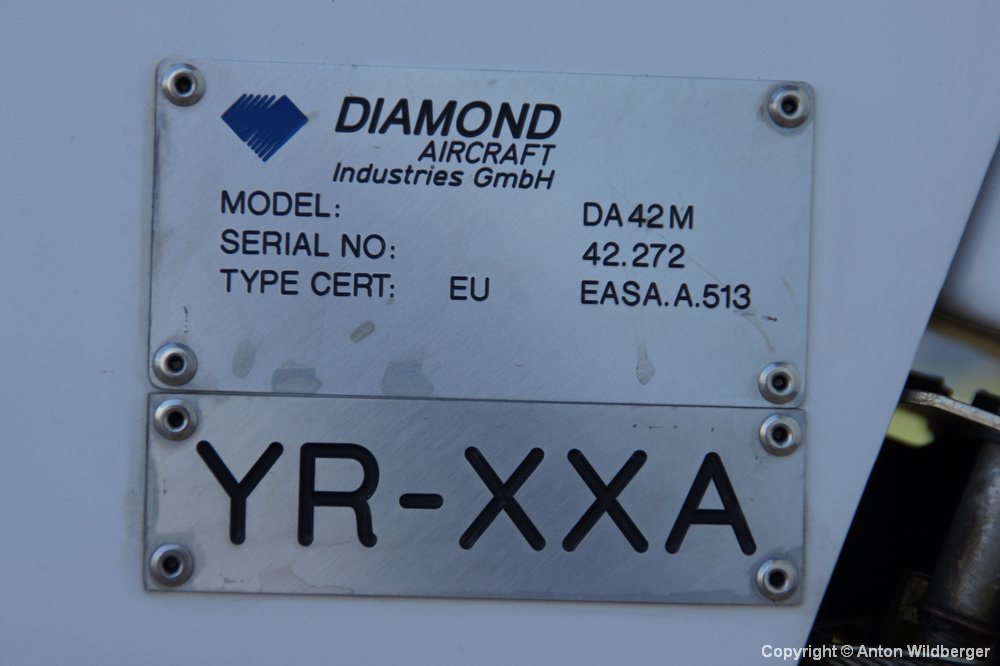 DIAMOND
AIRCRAFT
Industries GmbH
MODEL: DA42M
SERIAL NO: 42.272
TYPE CERT: EU EASA.A.513
YR-XXA
Copyright © Anton Wildberger